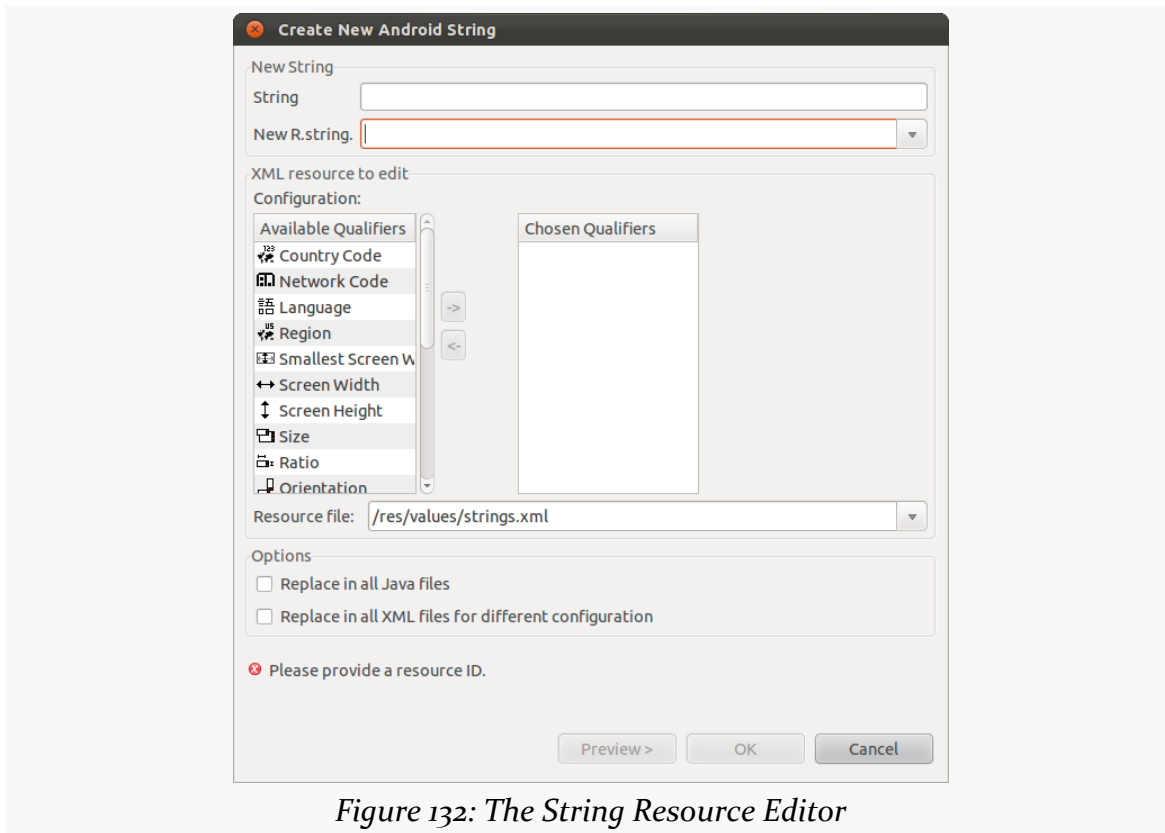 Create New Android String
New String
String
New R.string.
XML resource to edit
Configuration:
Available Qualifiers
Chosen Qualifiers
Country Code
Network Code
Language
Region
Smallest Screen W
Screen Width
Screen Height
Size
Ratio
Orientation
->
<-
Resource file: /res/values/strings.xml
Options
Replace in all Java files
Replace in all XML files for different configuration
Please provide a resource ID.
Preview > OK Cancel
Figure 132: The String Resource Editor